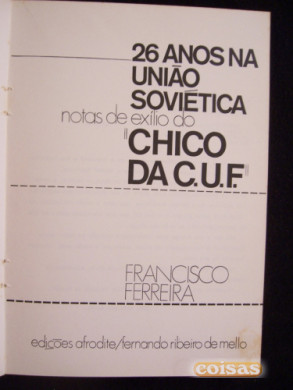 26 ANOS NA
UNIÃO
SOVIÉTICA
notas de exílio do
"CHICO
DA C.U.F."
FRANCISCO
FERREIRA
edições afrodite/fernando ribeiro de mello
coisas